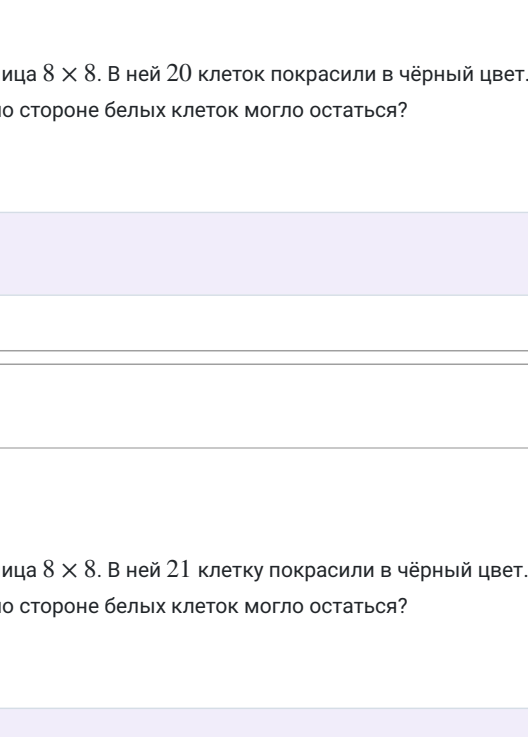 ица 8 × 8. В ней 20 клеток покрасили в чёрный цвет.
о стороне белых клеток могло остаться?
ица 8 × 8. В ней 21 клетку покрасили в чёрный цвет.
о стороне белых клеток могло остаться?